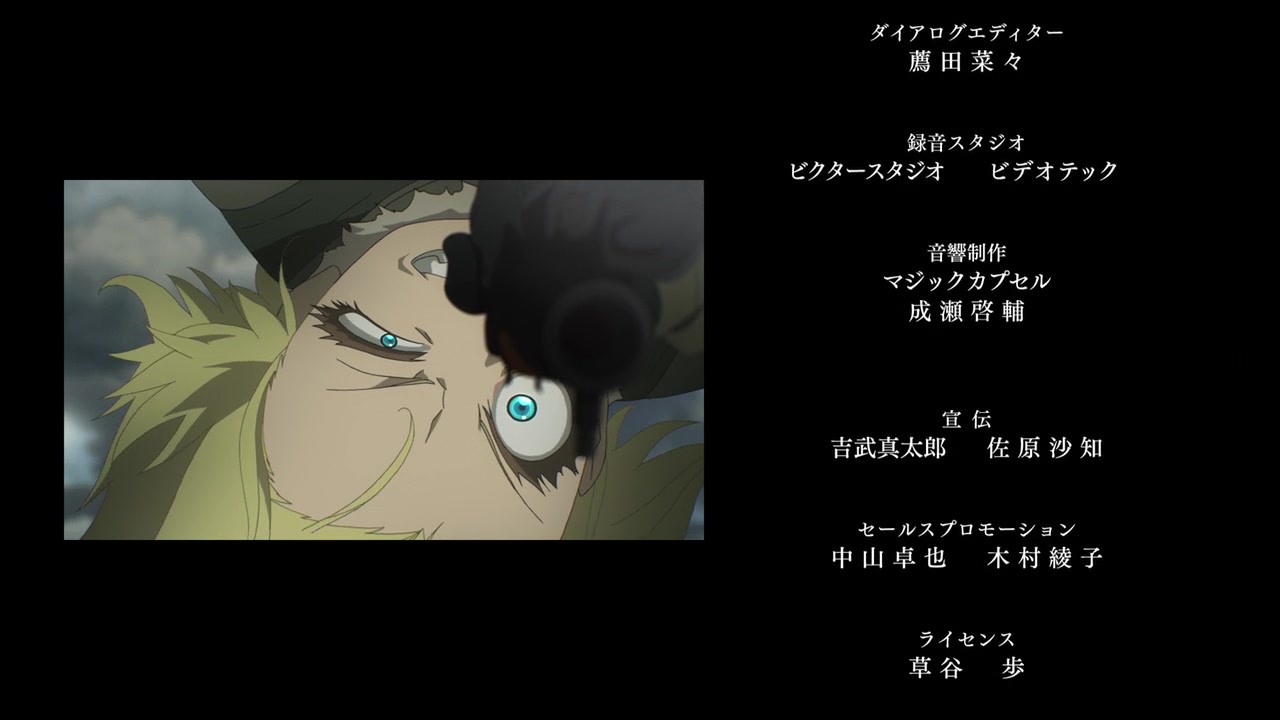 ダイアログエディター
薦田菜々
録音スタジオ
ビクタースタジオ　ビデオテック
音響制作
マジックカプセル
成瀬啓輔
宣伝
吉武真太郎　佐原沙知
セールスプロモーション
中山卓也　木村綾子
ライセンス
草谷　歩